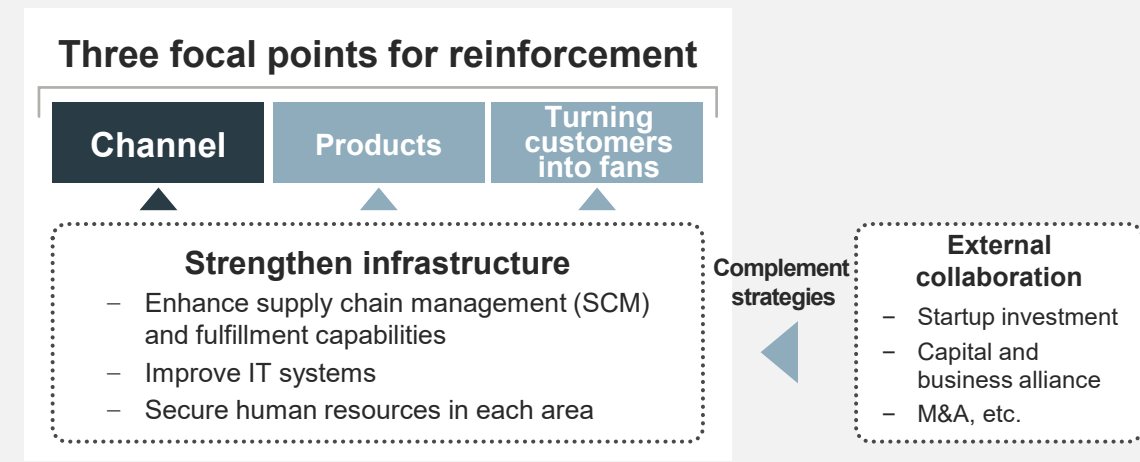 Three focal points for reinforcement
Channel
Products
Turning
customers
into fans
Strengthen infrastructure
– Enhance supply chain management (SCM)
and fulfillment capabilities
– Improve IT systems
– Secure human resources in each area
Complement
strategies
External
collaboration
– Startup investment
– Capital and
business alliance
– M&A, etc.